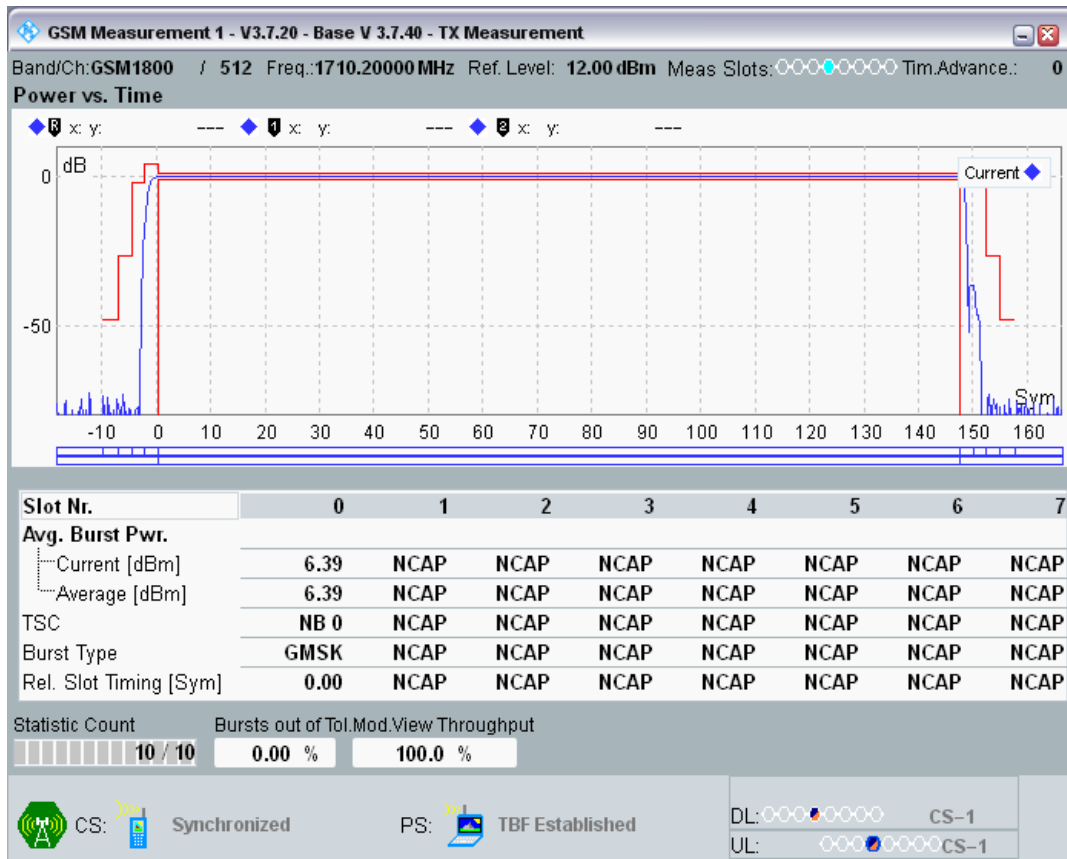 GSM Measurement 1 - V3.7.20 - Base V 3.7.40 - TX Measurement
Band/Ch:GSM1800 / 512 Freq.:1710.20000 MHz Ref. Level: 12.00 dBm Meas Slots: Tim.Advance.: 0
Power vs. Time
R x: y: --- 1 x: y: --- 2 x: y: ---
dB
Current
0
-50
Sym
-10 0 10 20 30 40 50 60 70 80 90 100 110 120 130 140 150 160
Slot Nr. 0 1 2 3 4 5 6 7
Avg. Burst Pwr.
Current [dBm] 6.39 NCAP NCAP NCAP NCAP NCAP NCAP NCAP
Average [dBm] 6.39 NCAP NCAP NCAP NCAP NCAP NCAP NCAP
TSC NB 0 NCAP NCAP NCAP NCAP NCAP NCAP NCAP
Burst Type GMSK NCAP NCAP NCAP NCAP NCAP NCAP NCAP
Rel. Slot Timing [Sym] 0.00 NCAP NCAP NCAP NCAP NCAP NCAP NCAP
Statistic Count Bursts out of Tol. Mod.View Throughput
10 / 10 0.00 % 100.0 %
CS: Synchronized PS: TBF Established
DL: CS-1
UL: CS-1